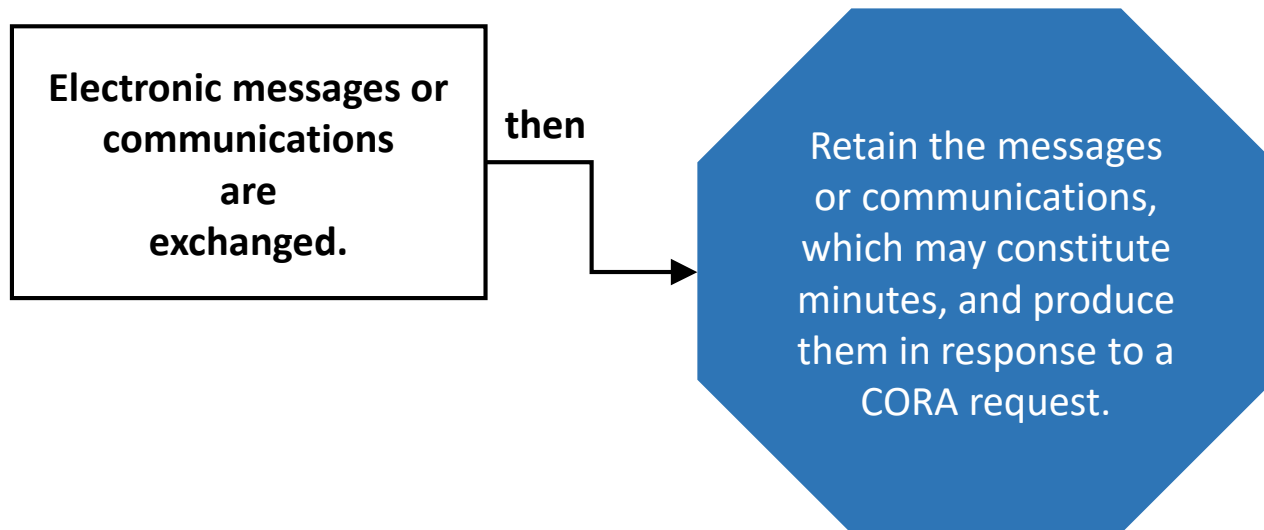 Electronic messages or
communications
are
exchanged.
then
Retain the messages
or communications,
which may constitute
minutes, and produce
them in response to a
CORA request.